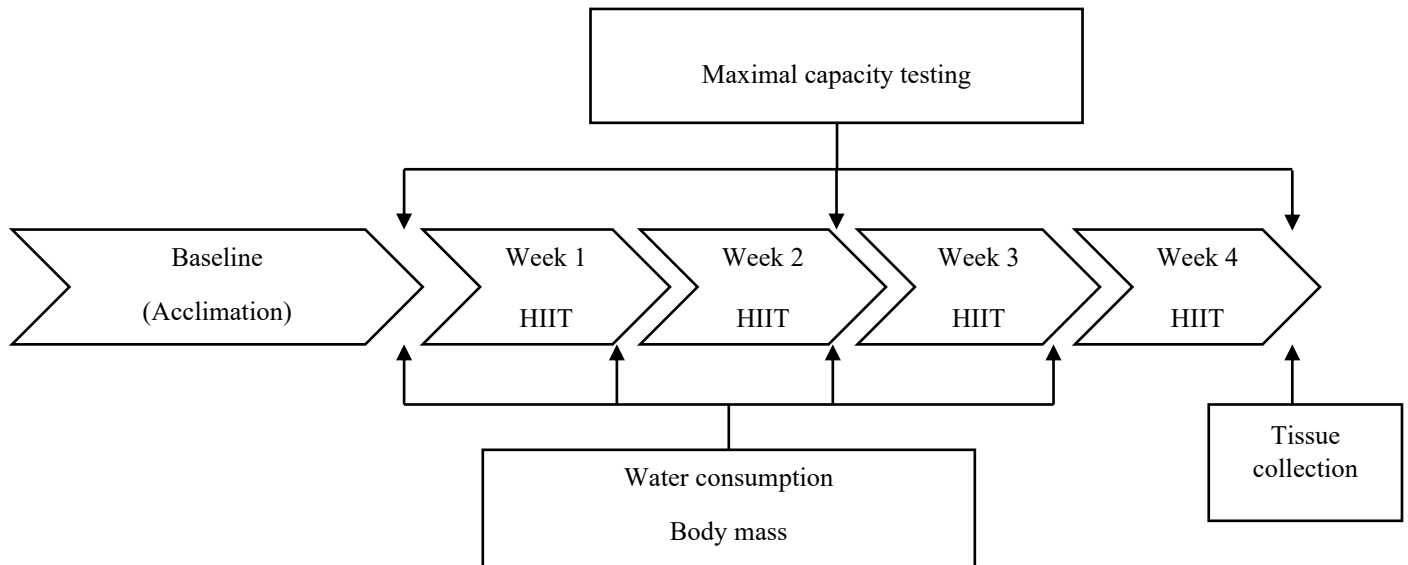 Maximal capacity testing
Baseline
(Acclimation)
Week 1
HIIT
Week 2
HIIT
Week 3
HIIT
Week 4
HIIT
Water consumption
Body mass
Tissue
collection